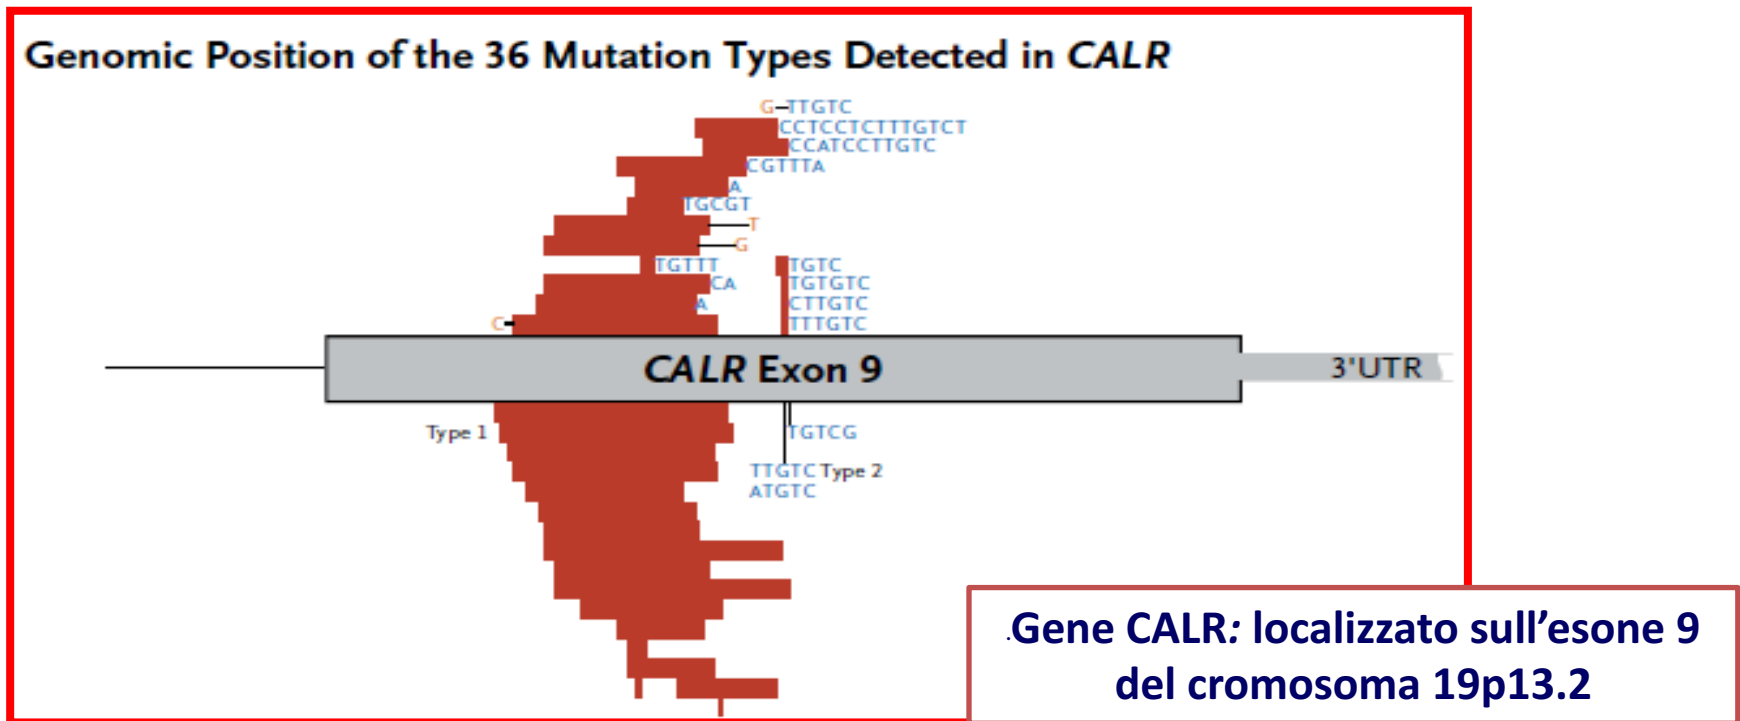 Genomic Position of the 36 Mutation Types Detected in CALR
G TTGTC
CCTCCTCTTTGTCT
CCATCCTTGTC
CGTTTA
A
TGCGT
T
G
TGTTT TGTC
CA TGTGTC
A CTTGTC
C TTTGTC
CALR Exon 9 3'UTR
Type 1 TGTCG
TTGTC Type 2
ATGTC
.Gene CALR: localizzato sull’esone 9
del cromosoma 19p13.2